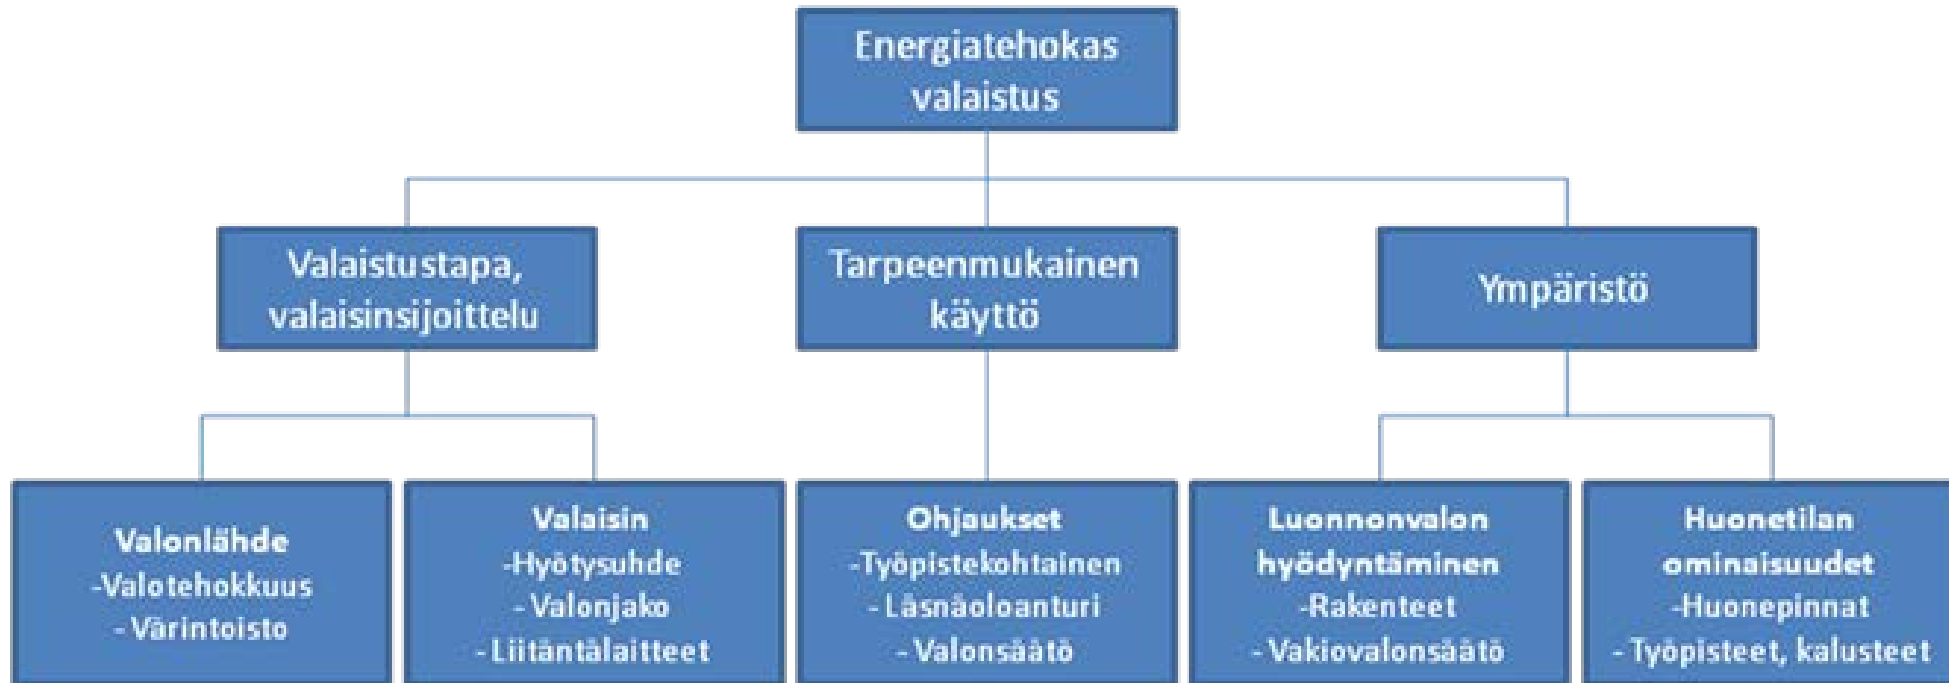 Energiatehokas
valaistus
Valaistustapa,
valaisinsijoittelu
Tarpeenmukainen
käyttö
Ympäristö
Valonlähde
-Valotehokkuus
- Värintoisto
Valaisin
-Hyötysuhde
- Valonjako
- Liitäntälaitteet
Ohjaukset
-Työpistekohtainen
- Läsnäoloanturi
- Valonsäätö
Luonnonvalon
hyödyntäminen
-Rakenteet
- Vakiovalonsäätö
Huonetilan
ominaisuudet
-Huonepinnat
- Työpisteet, kalusteet